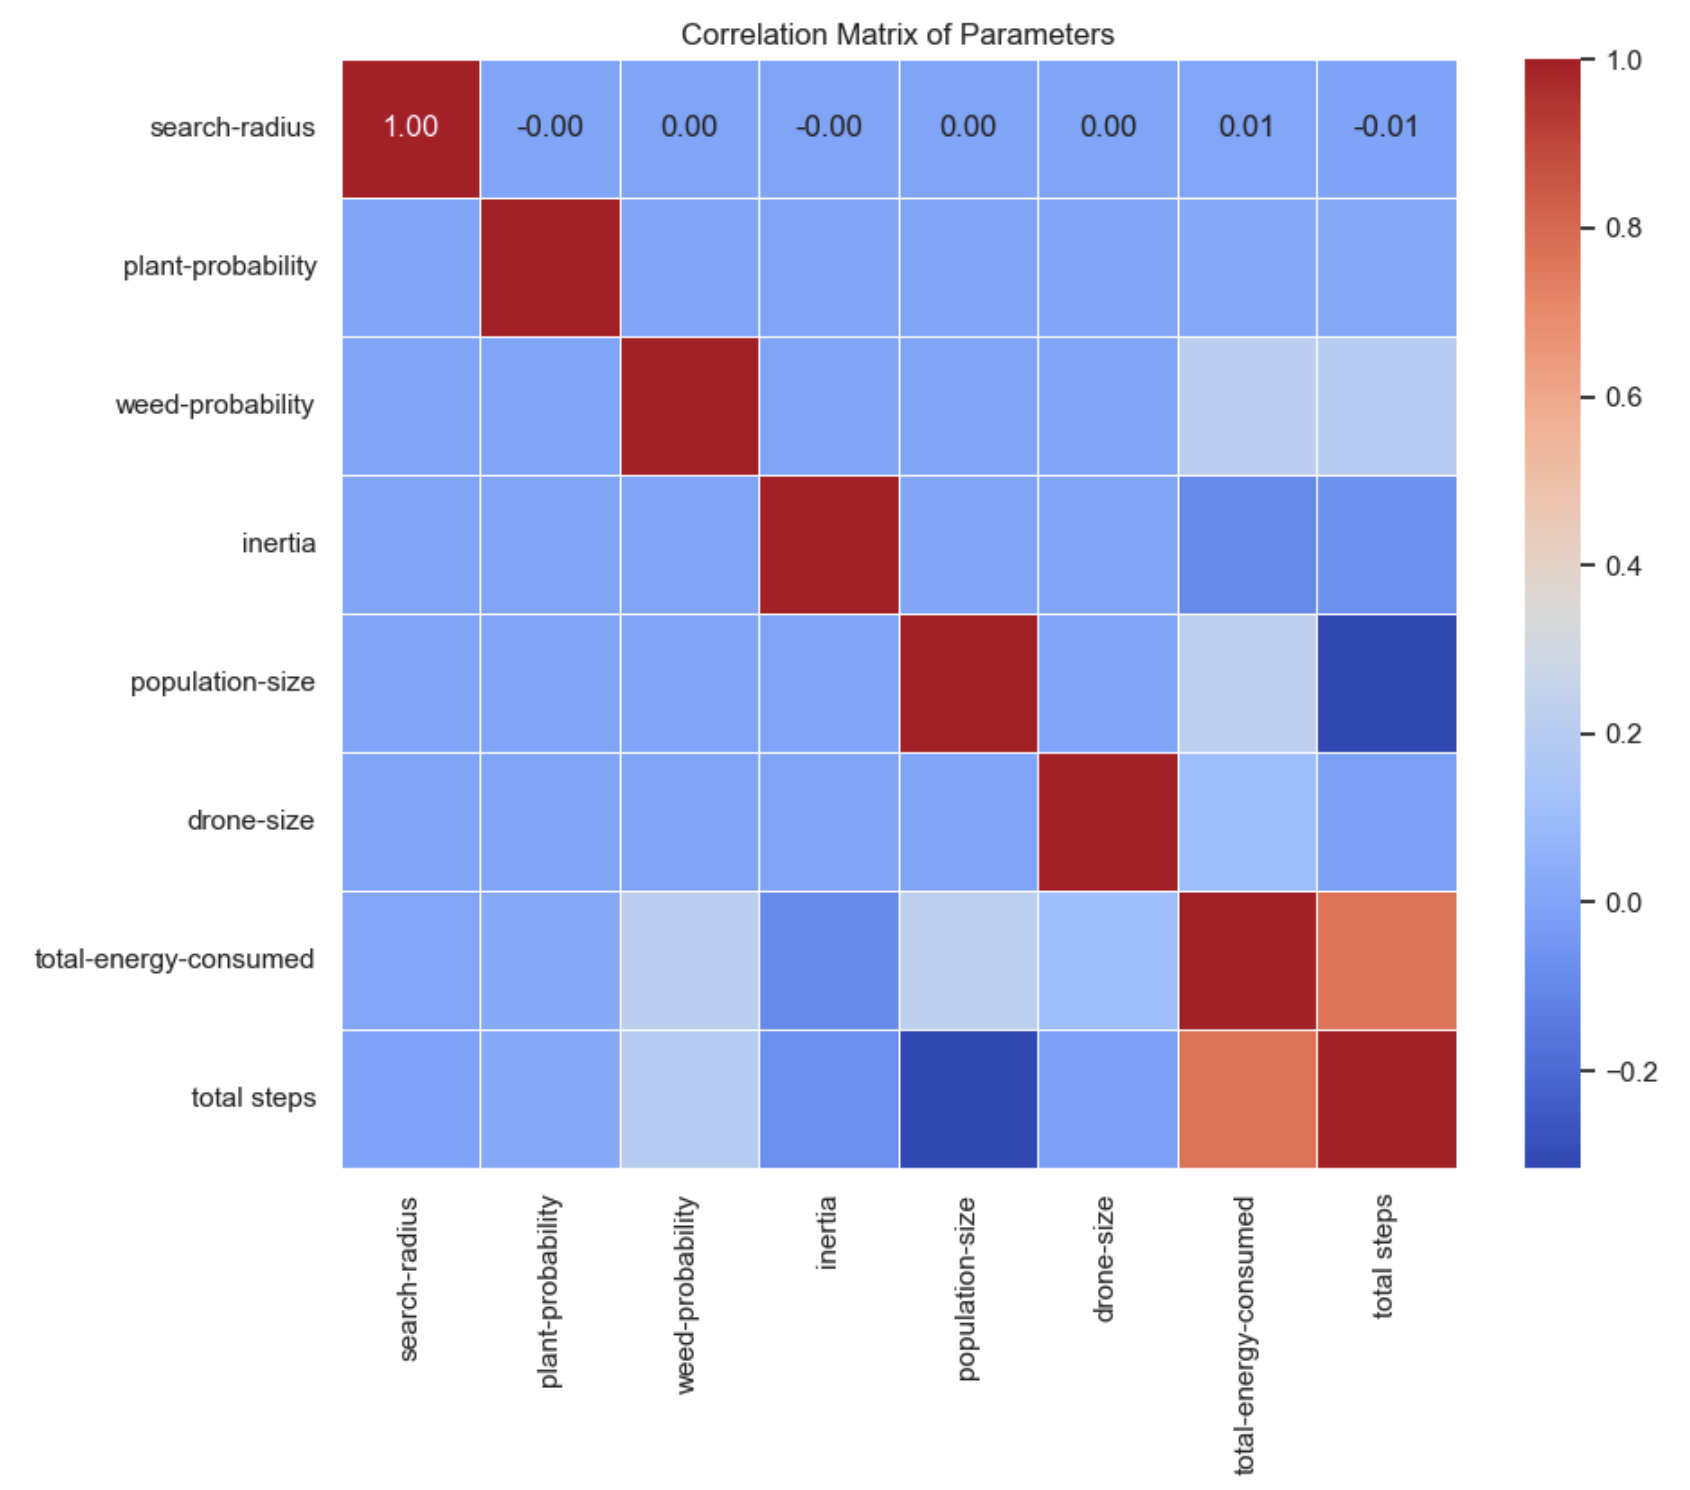 Correlation Matrix of Parameters
search-radius
1.00 -0.00 0.00 -0.00 0.00 0.00 0.01 -0.01
plant-probability
weed-probability
inertia
population-size
drone-size
total-energy-consumed
total steps
search-radius
plant-probability
weed-probability
inertia
population-size
drone-size
total-energy-consumed
total steps
1.0
0.8
0.6
0.4
0.2
0.0
−0.2